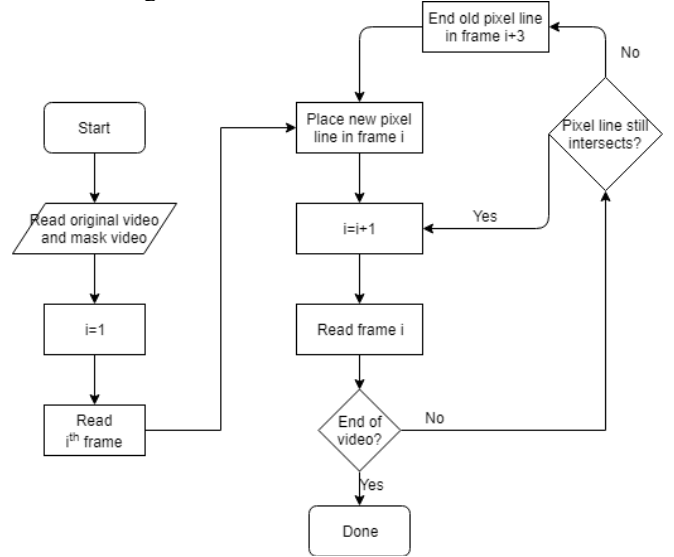 Start
Read original video
and mask video
i=1
Read
ith frame
End old pixel line
in frame i+3
Place new pixel
line in frame i
i=i+1
Read frame i
End of
video?
Yes
Done
No
Pixel line still
intersects?
Yes
No